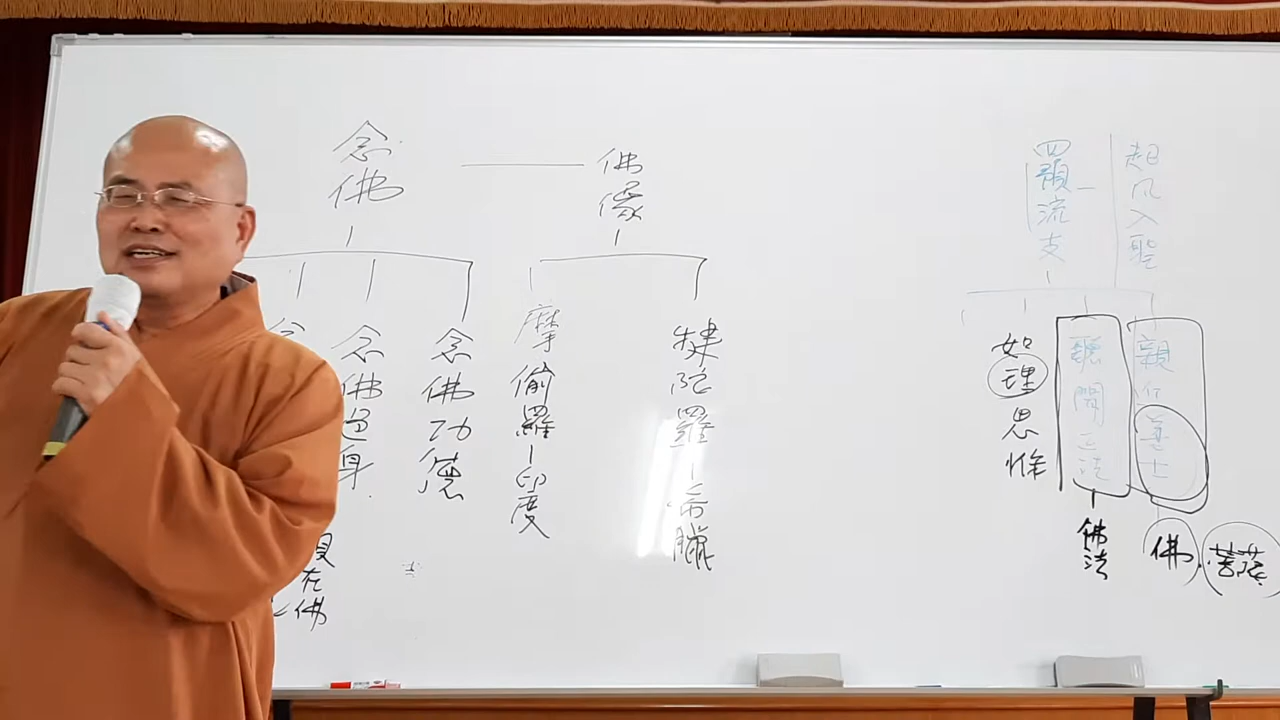 念佛
佛像
念佛色身
念佛功德
在佛
摩偷羅-印度
犍陀羅-希臘
超凡入聖
預流支
親近善士
聽聞正法
如理思惟
佛.菩薩
佛法